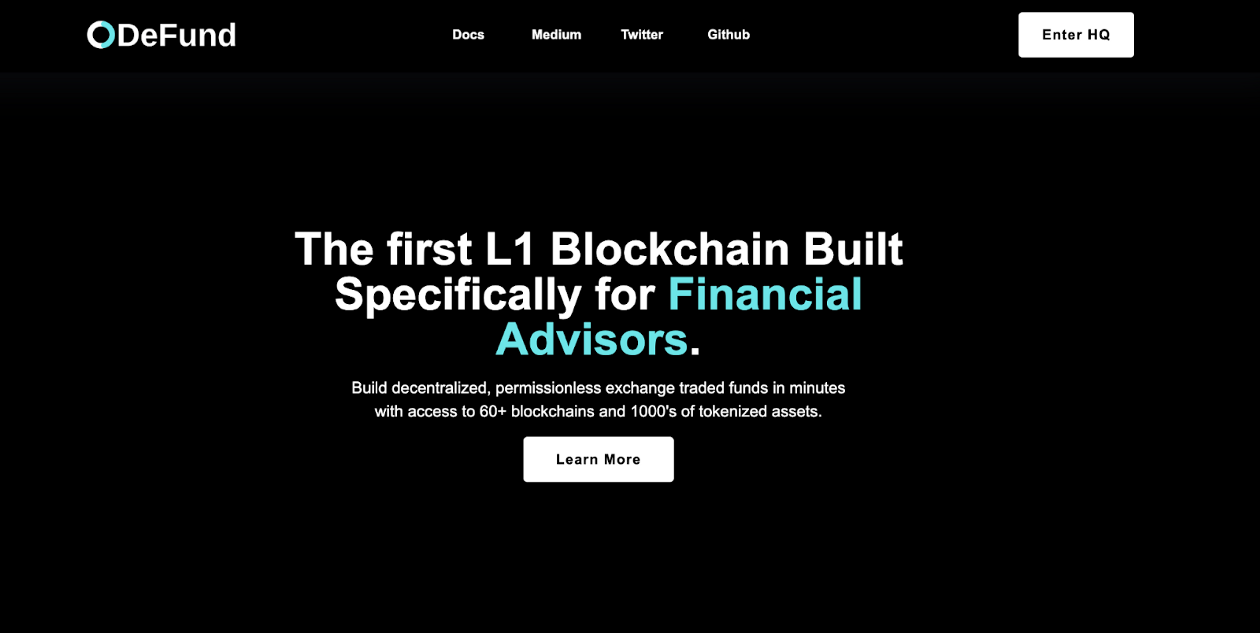 DeFund
Docs
Medium
Twitter
Github
Enter HQ
The first L1 Blockchain Built
Specifically for Financial
Advisors.
Build decentralized, permissionless exchange traded funds in minutes
with access to 60+ blockchains and 1000's of tokenized assets.
Learn More